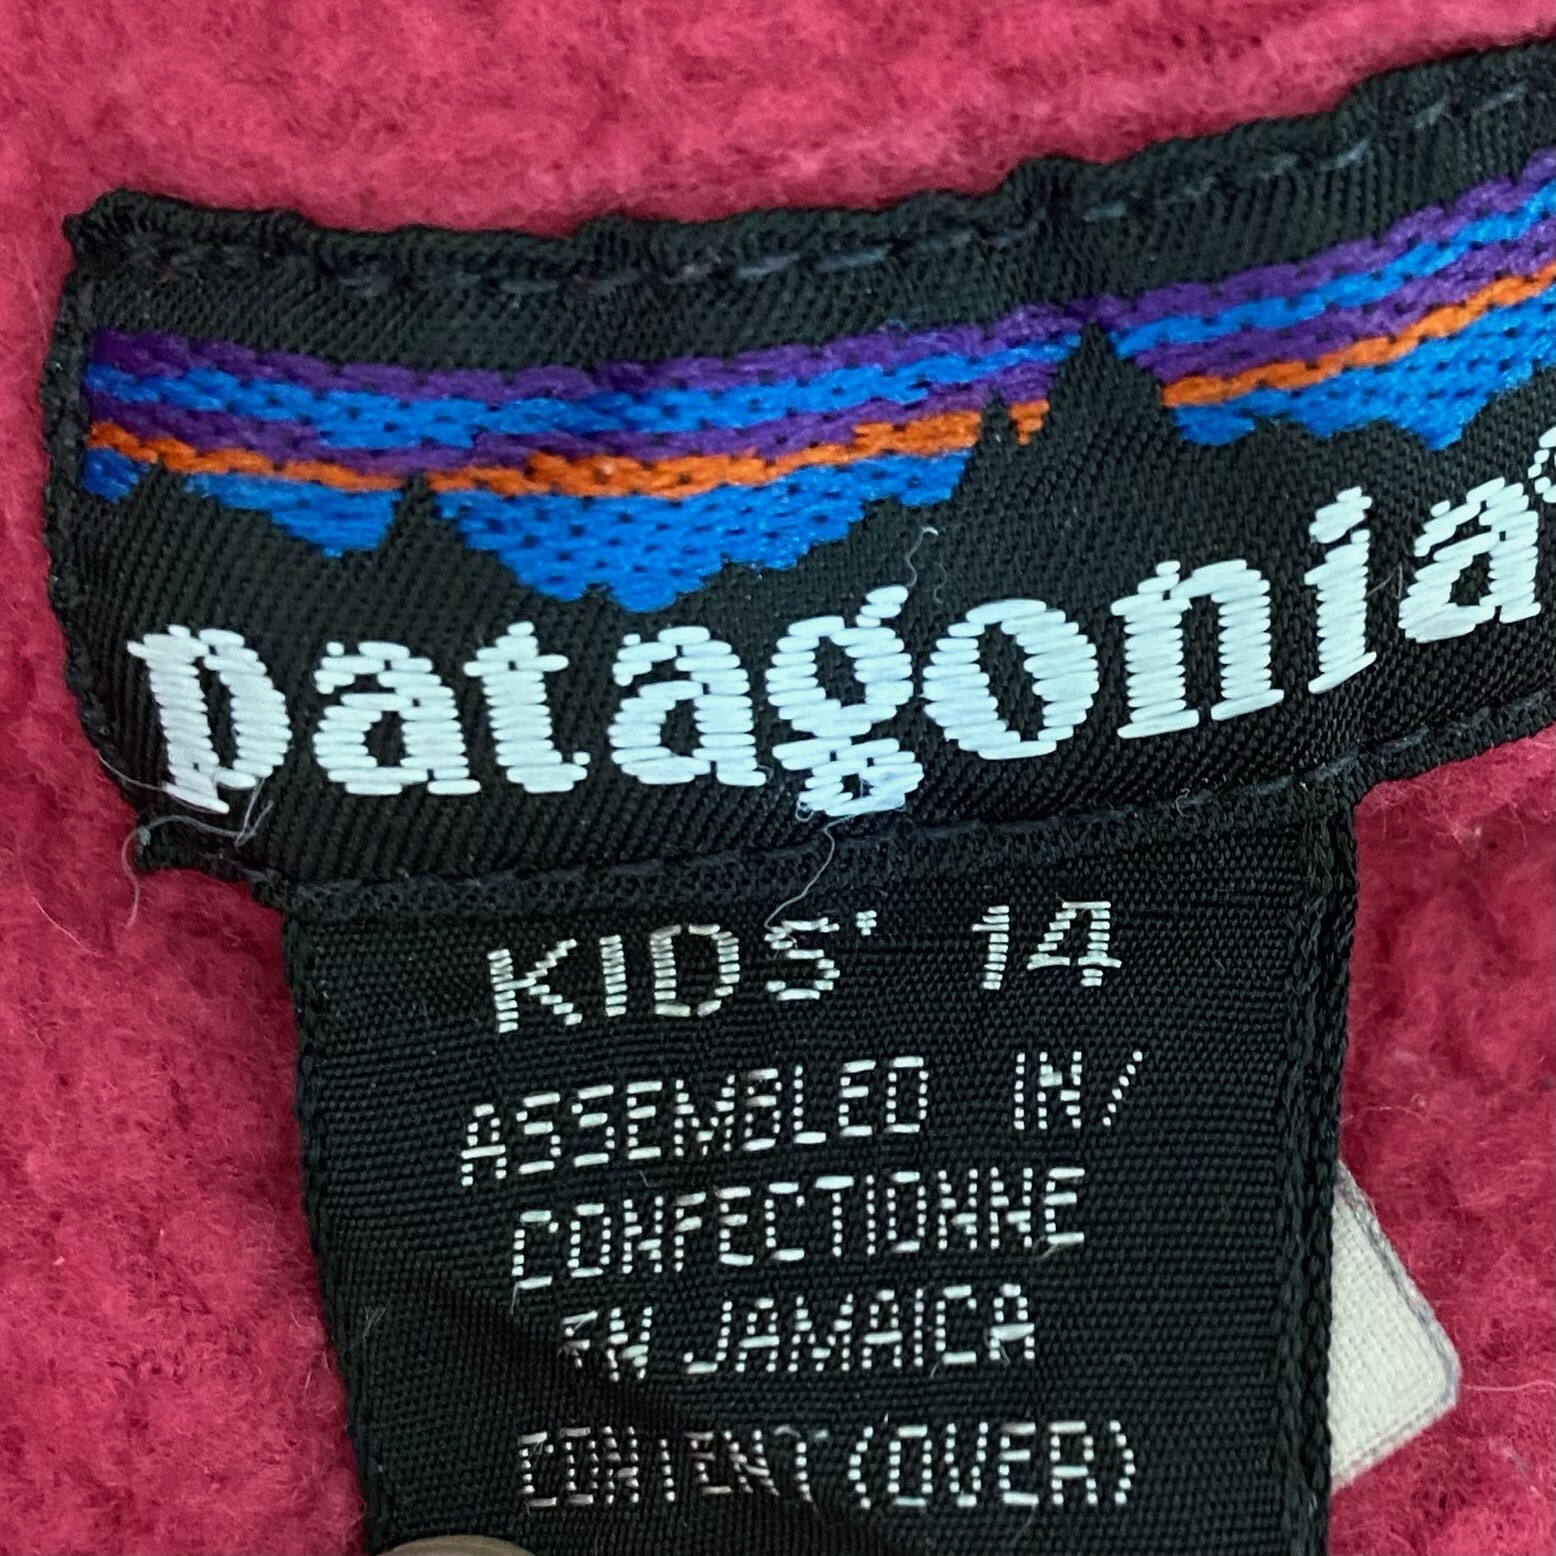 patagonia®
KIDS' 14
ASSEMBLED IN/
CONFECTIONNE
EN JAMAICA
CONTENT (OVER)